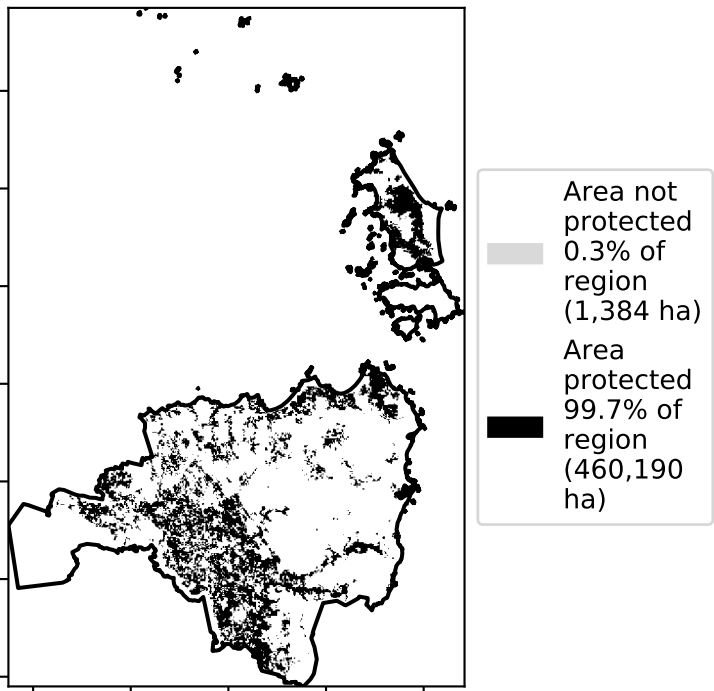 Area not
protected
0.3% of
region
(1,384 ha)
Area
protected
99.7% of
region
(460,190
ha)